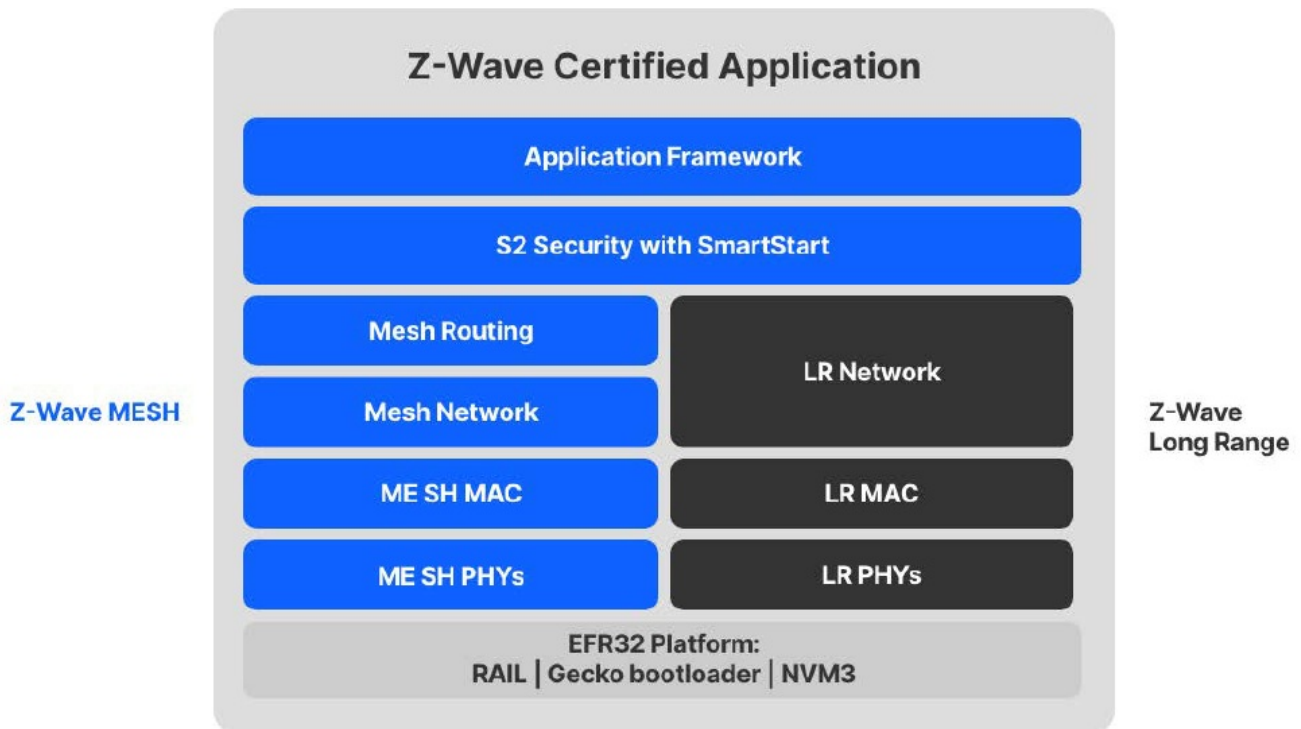 Z-Wave Certified Application
Application Framework
S2 Security with SmartStart
Mesh Routing
LR Network
Z-Wave MESH
Mesh Network
Z-Wave
Long Range
ME SH MAC
LR MAC
ME SH PHYs
LR PHYs
EFR32 Platform:
RAIL | Gecko bootloader | NVM3